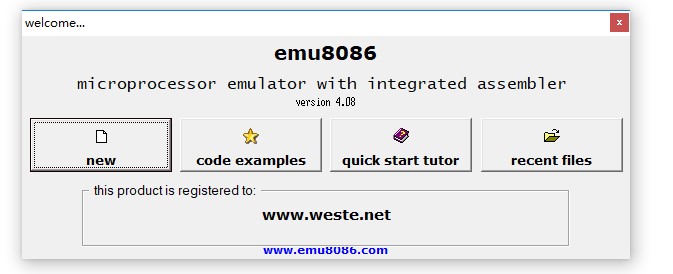 welcome...
x
emu8086
microprocessor emulator with integrated assembler
version 4.08
new
code examples
quick start tutor
recent files
this product is registered to:
www.weste.net
www.emu8086.com